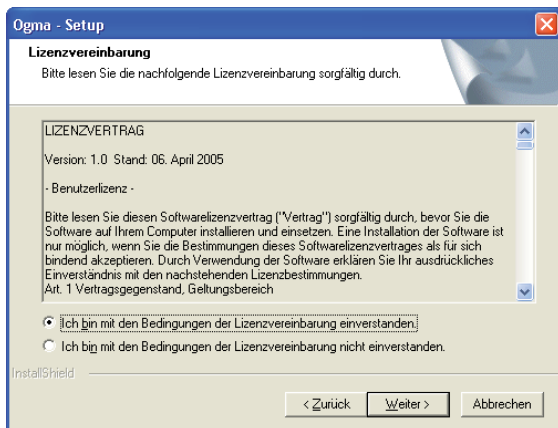 Ogma - Setup
Lizenzvereinbarung
Bitte lesen Sie die nachfolgende Lizenzvereinbarung sorgfältig durch.
LIZENZVERTRAG
Version: 1.0  Stand: 06. April 2005
- Benutzerlizenz -
Bitte lesen Sie diesen Softwarelizenzvertrag ("Vertrag") sorgfältig durch, bevor Sie die
Software auf Ihrem Computer installieren und einsetzen. Eine Installation der Software ist
nur möglich, wenn Sie die Bestimmungen dieses Softwarelizenzvertrages als für sich
bindend akzeptieren. Durch Verwendung der Software erklären Sie Ihr ausdrückliches
Einverständnis mit den nachstehenden Lizenzbestimmungen.
Art. 1 Vertragsgegenstand, Geltungsbereich
Ich bin mit den Bedingungen der Lizenzvereinbarung einverstanden.
Ich bin mit den Bedingungen der Lizenzvereinbarung nicht einverstanden.
InstallShield
< Zurück Weiter > Abbrechen